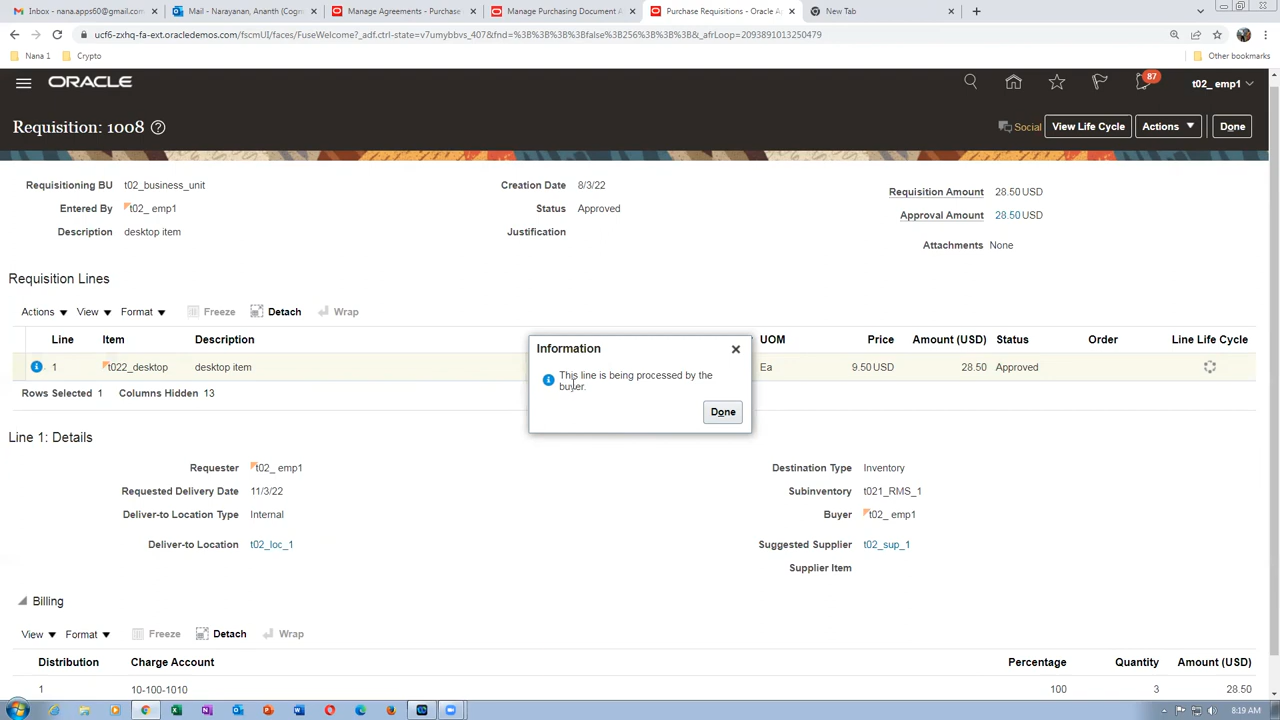 Inbox - nana.apps60@gmail.com
Mail - Narayanan, Ananth (Cogn
Manage Agreements - Purchase
Manage Purchasing Document A
Purchase Requisitions - Oracle A
New Tab
ucf6-zxhq-fa-ext.oracledemos.com/fscmUI/faces/FuseWelcome?_adf.ctrl-state=v7umybbvs_407&fnd=%3B%3B%3B%3Bfalse%3B256%3B%3B%3B&_afrLoop=2093891013250479
Nana 1
Crypto
Other bookmarks
ORACLE
87
t02_ emp1
Requisition: 1008
Social
View Life Cycle
Actions
Done
Requisitioning BU t02_business_unit
Creation Date 8/3/22
Requisition Amount 28.50 USD
Entered By t02_ emp1
Status Approved
Approval Amount 28.50 USD
Description desktop item
Justification
Attachments None
Requisition Lines
Actions View Format Freeze Detach Wrap
Line Item Description UOM Price Amount (USD) Status Order Line Life Cycle
1 t022_desktop desktop item Ea 9.50 USD 28.50 Approved
Rows Selected 1 Columns Hidden 13
Information
This line is being processed by the
buyer.
Done
Line 1: Details
Requester t02_ emp1
Destination Type Inventory
Requested Delivery Date 11/3/22
Subinventory t021_RMS_1
Deliver-to Location Type Internal
Buyer t02_ emp1
Deliver-to Location t02_loc_1
Suggested Supplier t02_sup_1
Supplier Item
Billing
View Format Freeze Detach Wrap
Distribution Charge Account Percentage Quantity Amount (USD)
1 10-100-1010 100 3 28.50
8:19 AM